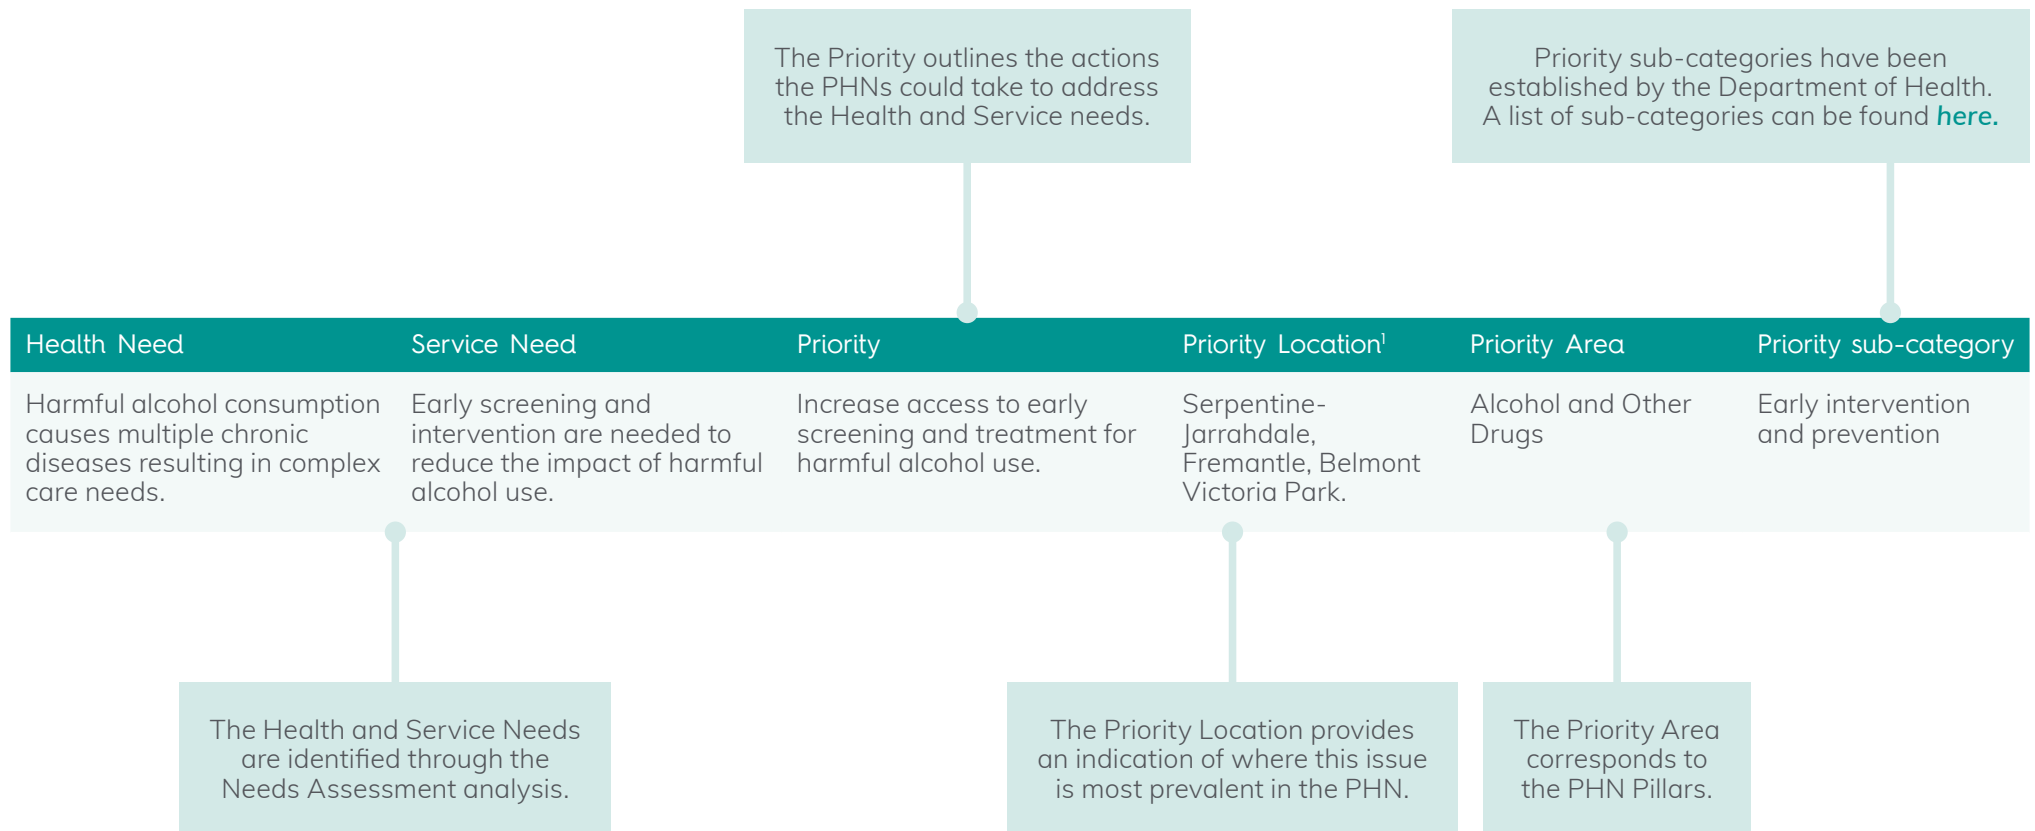 The Priority outlines the actions
the PHNs could take to address
the Health and Service needs.
Priority sub-categories have been
established by the Department of Health.
A list of sub-categories can be found here.
Health Need
Service Need
Priority
Priority Location¹
Priority Area
Priority sub-category
Harmful alcohol consumption
causes multiple chronic
diseases resulting in complex
care needs.
Early screening and
intervention are needed to
reduce the impact of harmful
alcohol use.
Increase access to early
screening and treatment for
harmful alcohol use.
Serpentine-
Jarrahdale,
Fremantle, Belmont
Victoria Park.
Alcohol and Other
Drugs
Early intervention
and prevention
The Health and Service Needs
are identified through the
Needs Assessment analysis.
The Priority Location provides
an indication of where this issue
is most prevalent in the PHN.
The Priority Area
corresponds to
the PHN Pillars.